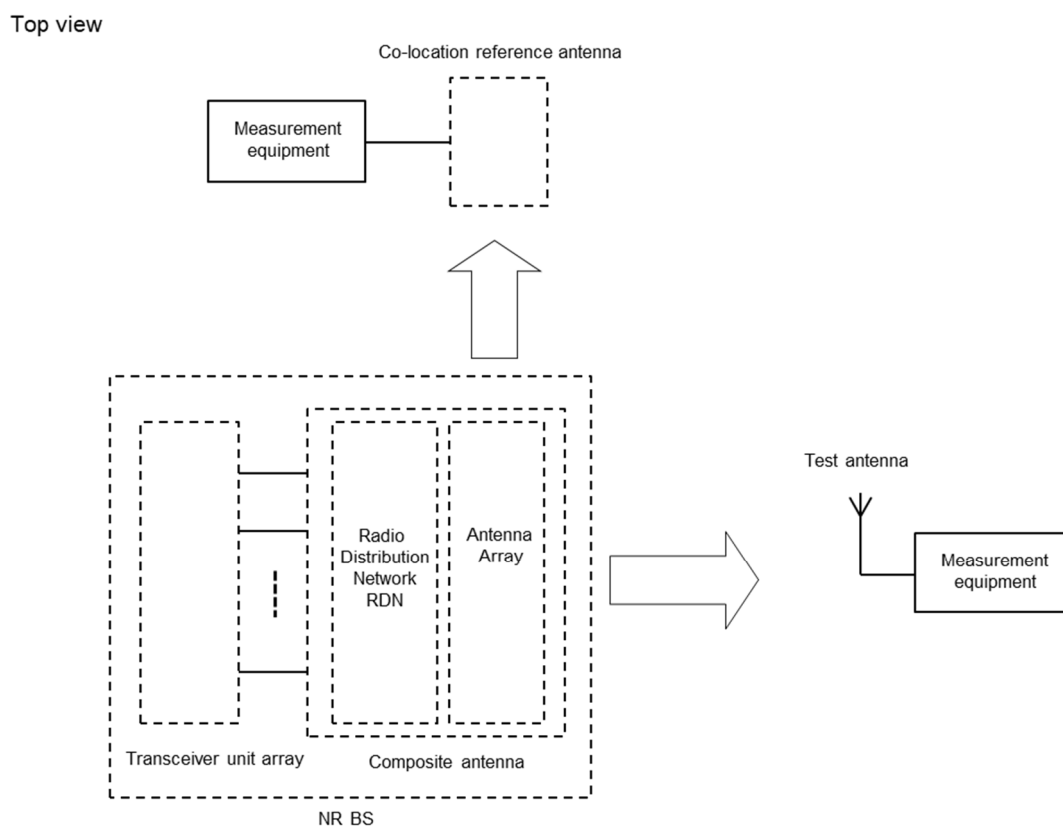 Top view
Co-location reference antenna
Measurement
equipment
Radio
Distribution
Network
RDN
Antenna
Array
Test antenna
Measurement
equipment
Transceiver unit array
Composite antenna
NR BS